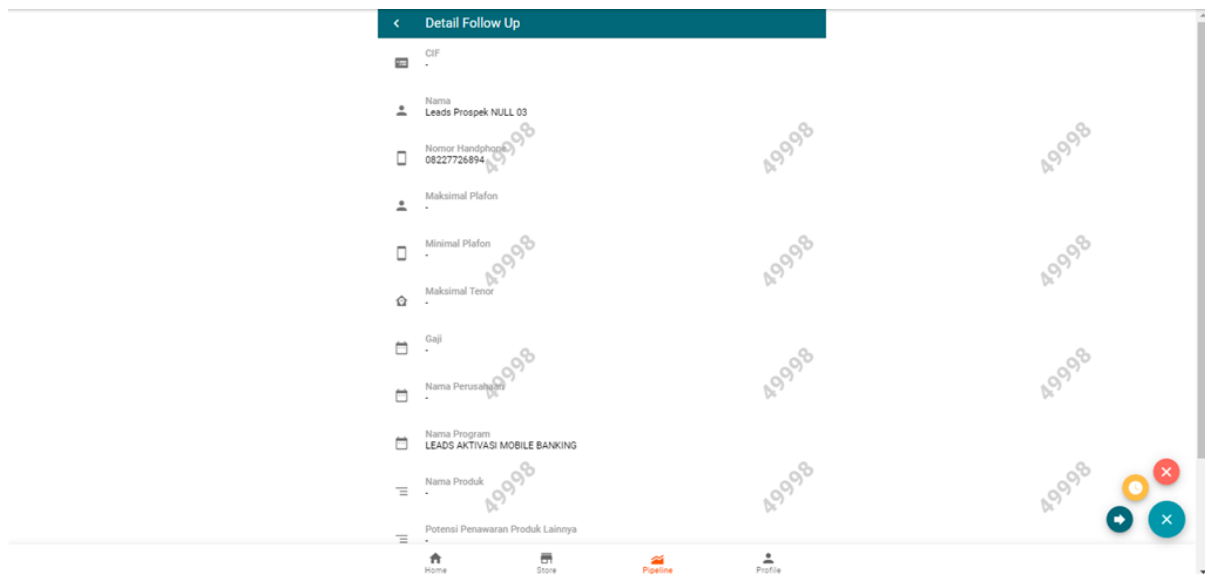 Detail Follow Up
CIF
-
Nama
Leads Prospek NULL 03
Nomor Handphone
08227726894
49998 49998 49998
Maksimal Plafon
-
Minimal Plafon
-
49998 49998 49998
Maksimal Tenor
-
Gaji
-
49998 49998 49998
Nama Perusahaan
-
Nama Program
LEADS AKTIVASI MOBILE BANKING
Nama Produk
-
49998 49998 49998
Potensi Penawaran Produk Lainnya
-
Home Store Pipeline Profile